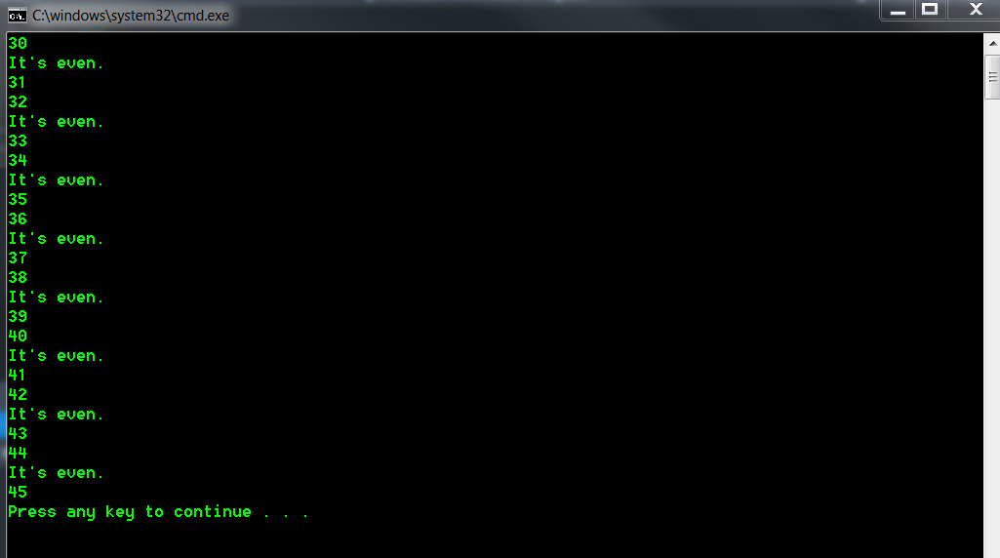 C:\windows\system32\cmd.exe
30
It's even.
31
32
It's even.
33
34
It's even.
35
36
It's even.
37
38
It's even.
39
40
It's even.
41
42
It's even.
43
44
It's even.
45
Press any key to continue . . .